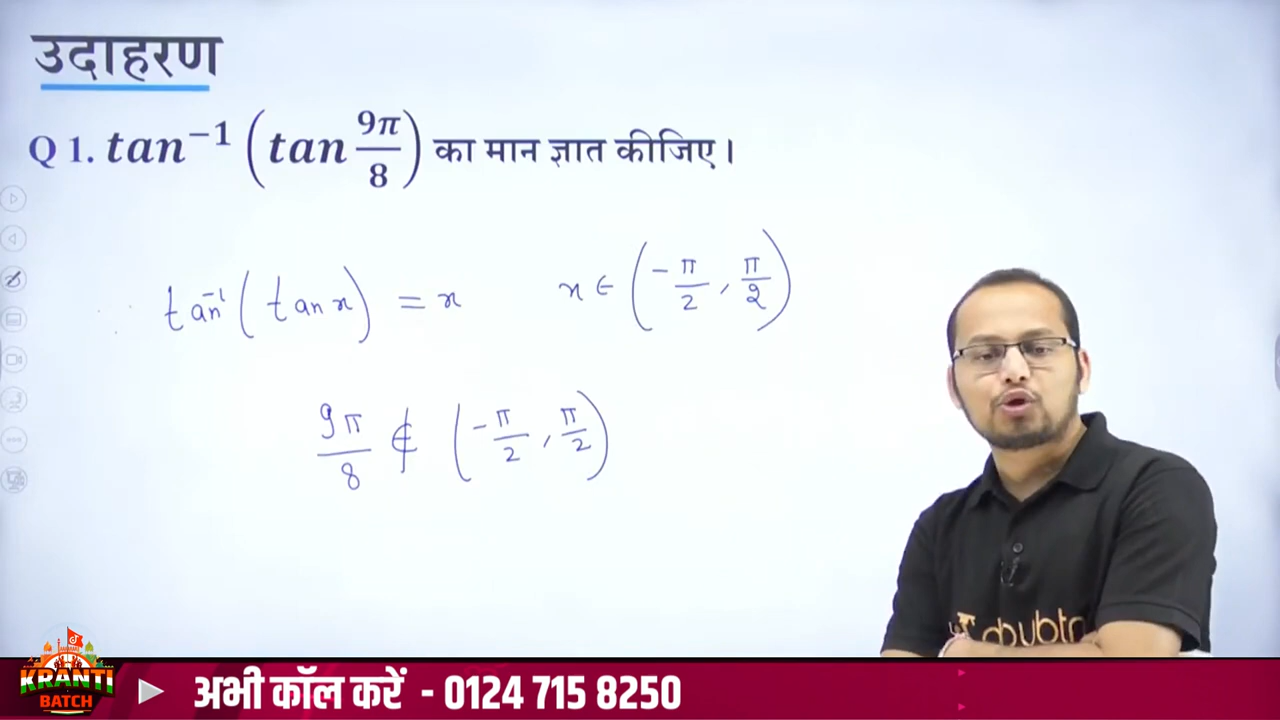 उदाहरण
Q 1. tan⁻¹ (tan 9π/8) का मान ज्ञात कीजिए।
tan⁻¹ (tan x) = x x ∈ (-π/2, π/2)
9π/8 ∉ (-π/2, π/2)
doubtn
KRANTI
BATCH
अभी कॉल करें - 0124 715 8250